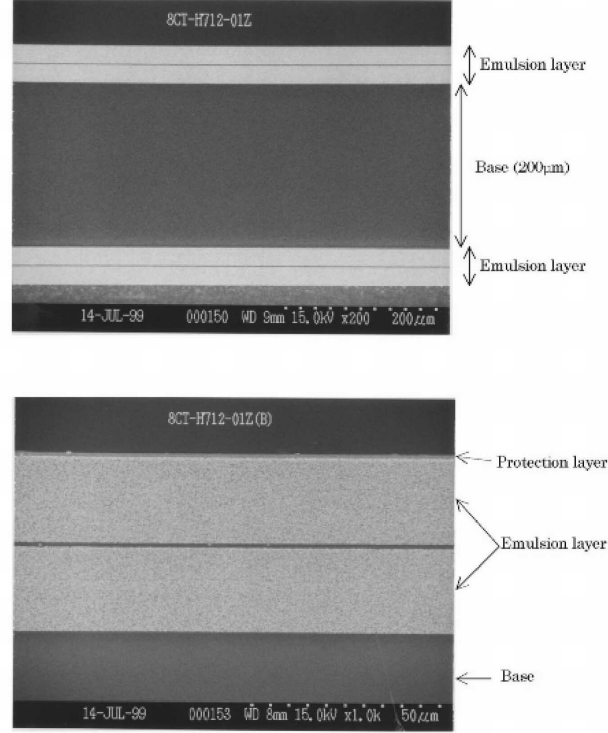 8CT-H712-01Z
Emulsion layer
Base (200μm)
Emulsion layer
14-JUL-99 000150 WD 9mm 15.0kV x200 200μm
8CT-H712-01Z(B)
Protection layer
Emulsion layer
Base
14-JUL-99 000153 WD 8mm 15.0kV x1.0k 50μm